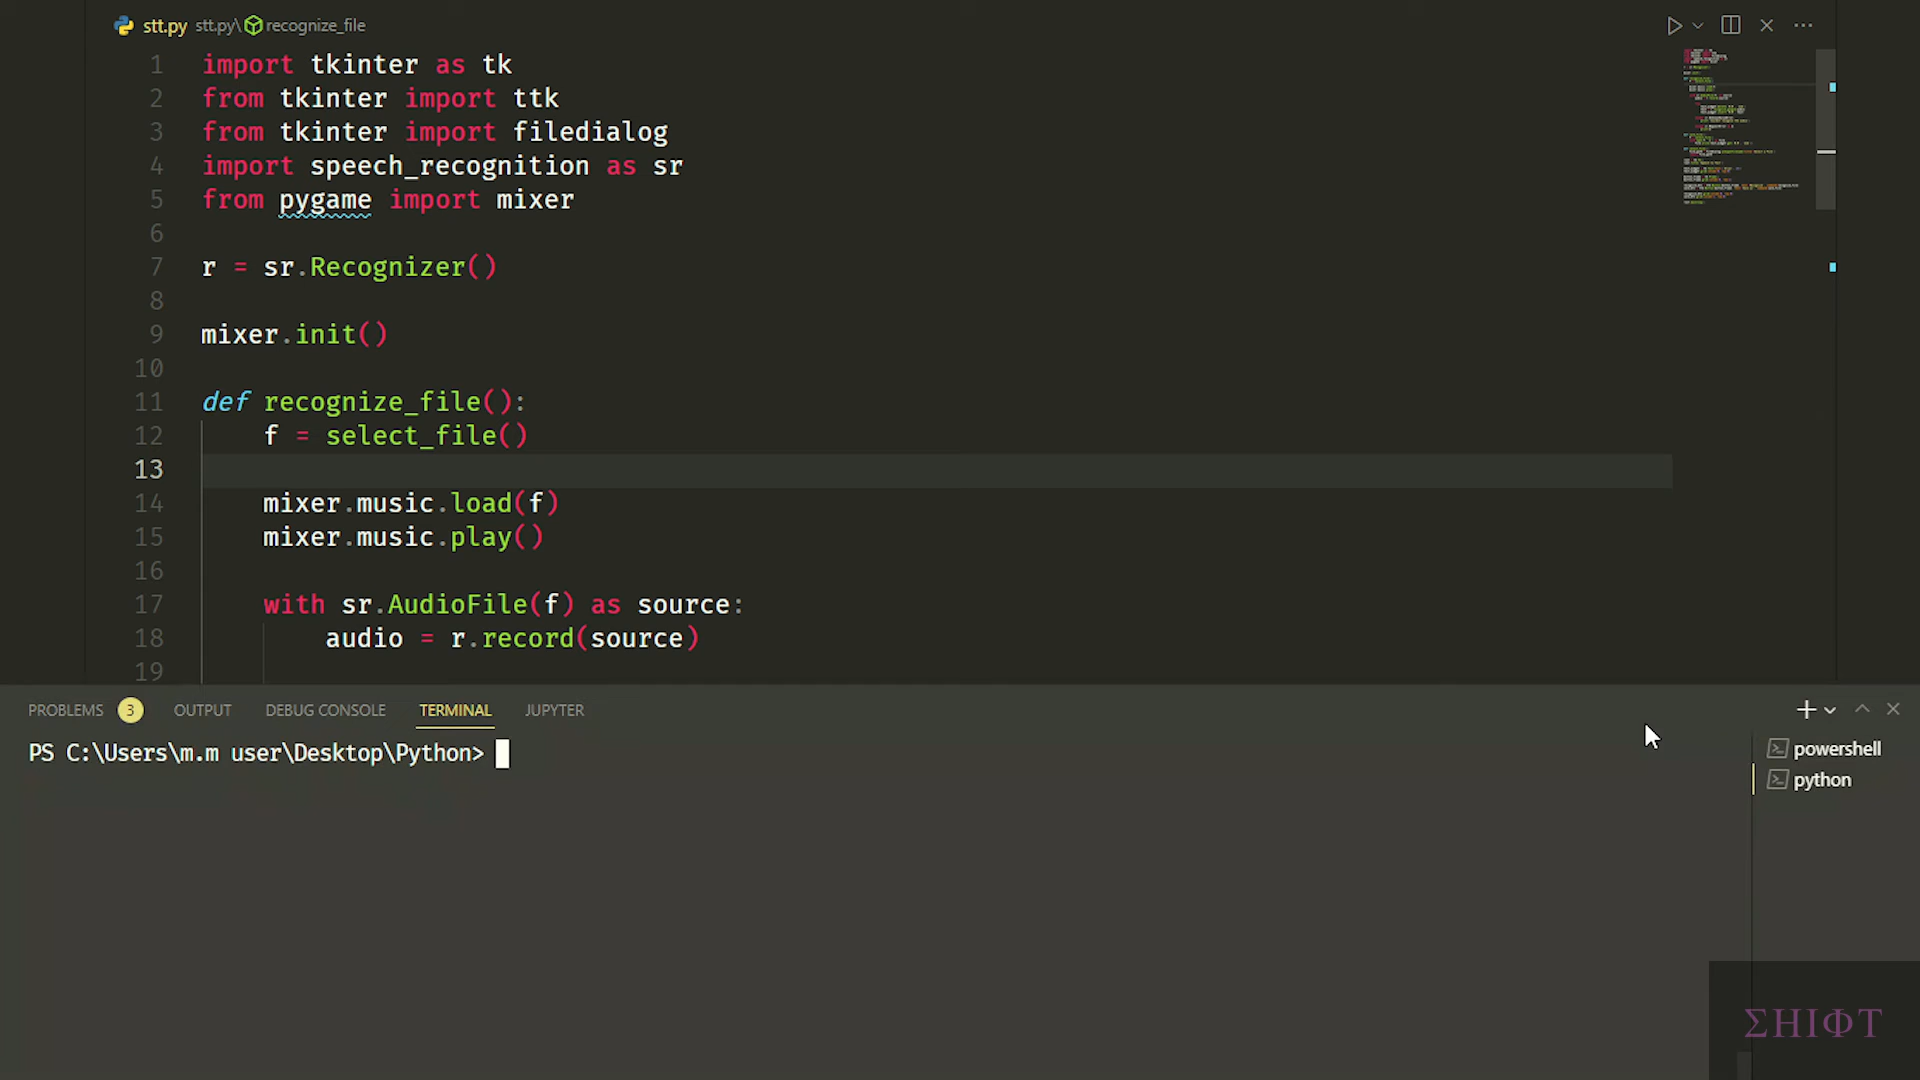 stt.py stt.py\ recognize_file
1 import tkinter as tk
2 from tkinter import ttk
3 from tkinter import filedialog
4 import speech_recognition as sr
5 from pygame import mixer
6
7 r = sr.Recognizer()
8
9 mixer.init()
10
11 def recognize_file():
12 f = select_file()
13
14 mixer.music.load(f)
15 mixer.music.play()
16
17 with sr.AudioFile(f) as source:
18 audio = r.record(source)
19
PROBLEMS 3 OUTPUT DEBUG CONSOLE TERMINAL JUPYTER
PS C:\Users\m.m user\Desktop\Python>
powershell
python
ΣHIΦT